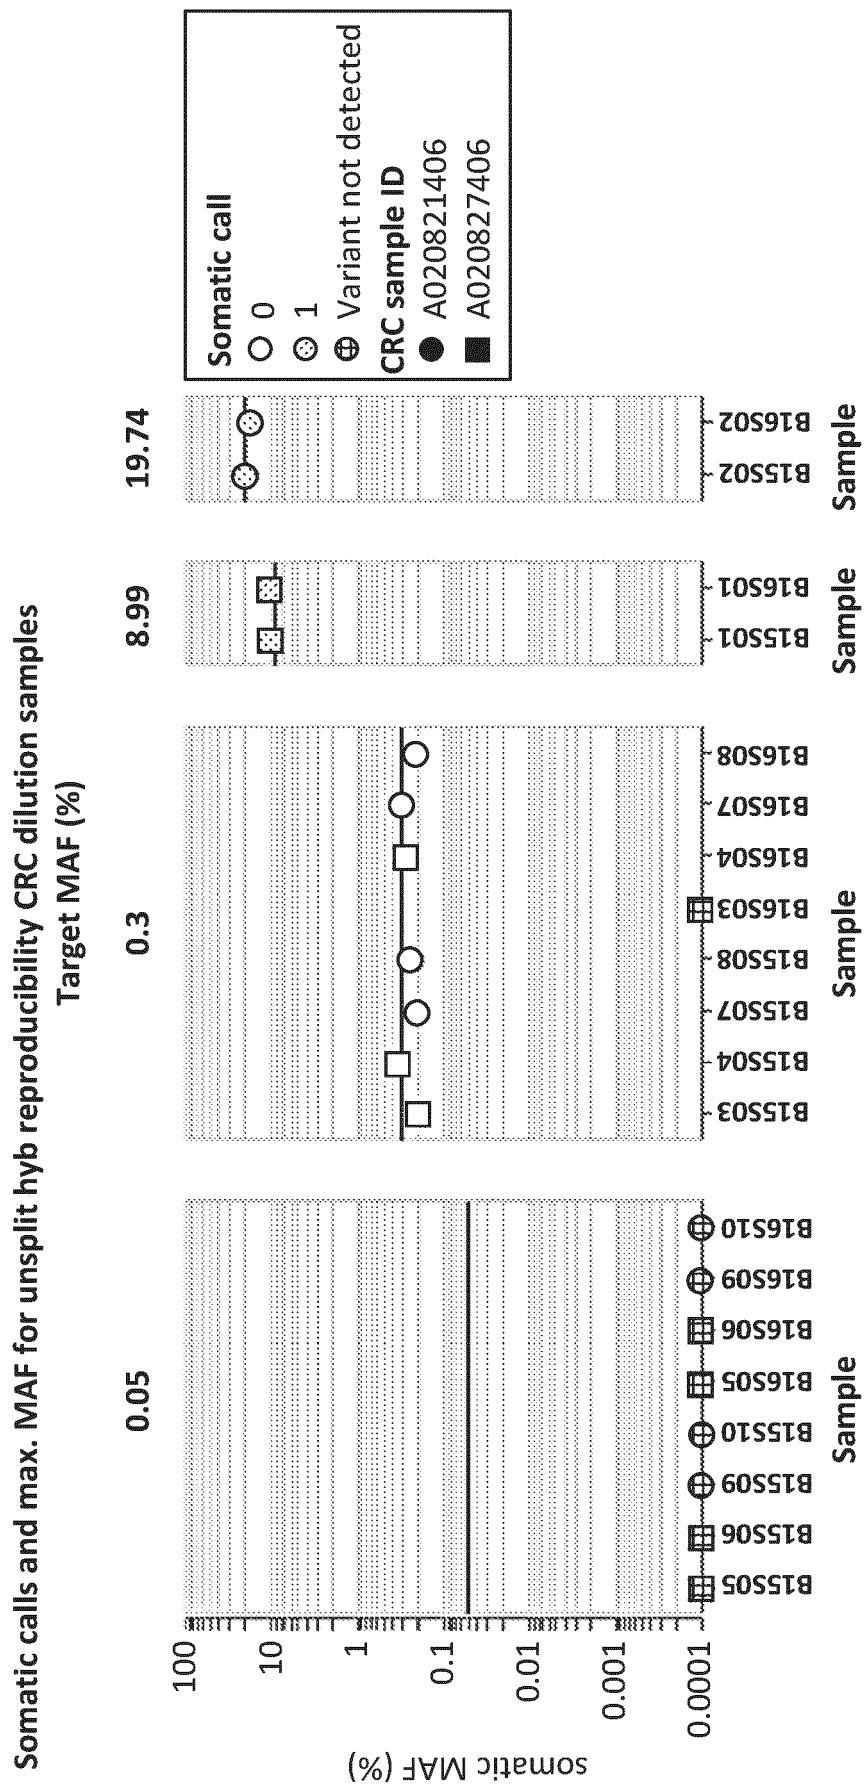 Somatic calls and max. MAF for unsplit hyb reproducibility CRC dilution samples
Target MAF (%)
0.05
0.3
8.99
19.74
somatic MAF (%)
100
10
1
0.1
0.01
0.001
0.0001
B15S05
B15S06
B15S09
B15S10
B16S05
B16S06
B16S09
B16S10
Sample
B15S03
B15S04
B15S07
B15S08
B16S03
B16S04
B16S07
B16S08
Sample
B15S01
B16S01
Sample
B15S02
B16S02
Sample
Somatic call
0
1
Variant not detected
CRC sample ID
A020821406
A020827406